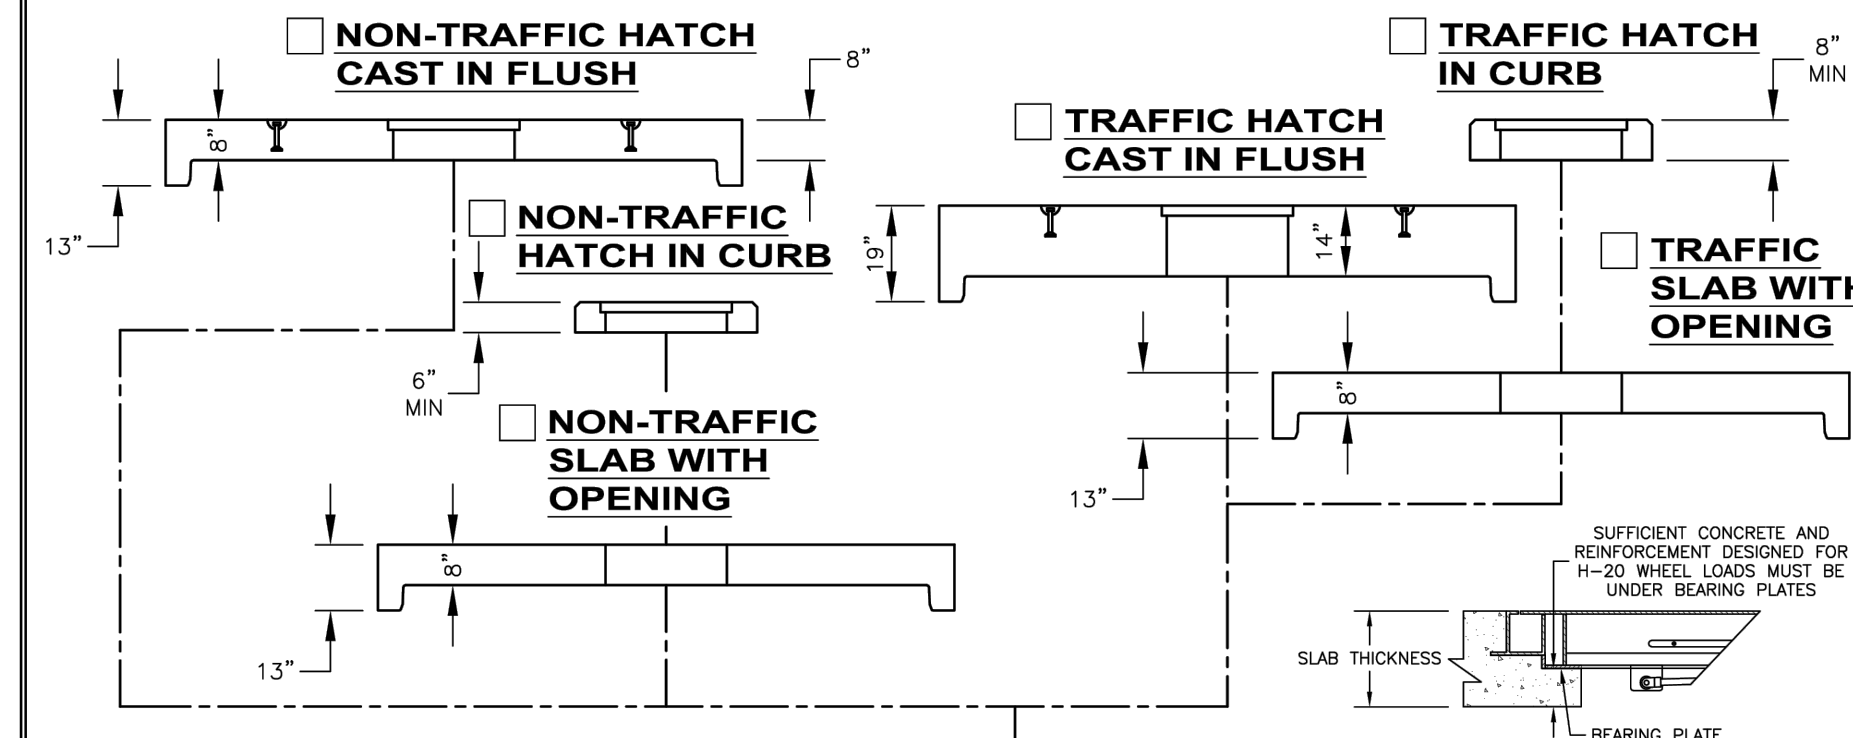 NON-TRAFFIC HATCH
CAST IN FLUSH
8"
8"
13"
NON-TRAFFIC
HATCH IN CURB
6"
MIN
NON-TRAFFIC
SLAB WITH
OPENING
8"
13"
TRAFFIC HATCH
IN CURB
8"
MIN
TRAFFIC HATCH
CAST IN FLUSH
19"
14"
TRAFFIC
SLAB WITH
OPENING
8"
13"
SUFFICIENT CONCRETE AND
REINFORCEMENT DESIGNED FOR
H-20 WHEEL LOADS MUST BE
UNDER BEARING PLATES
SLAB THICKNESS
BEARING PLATE